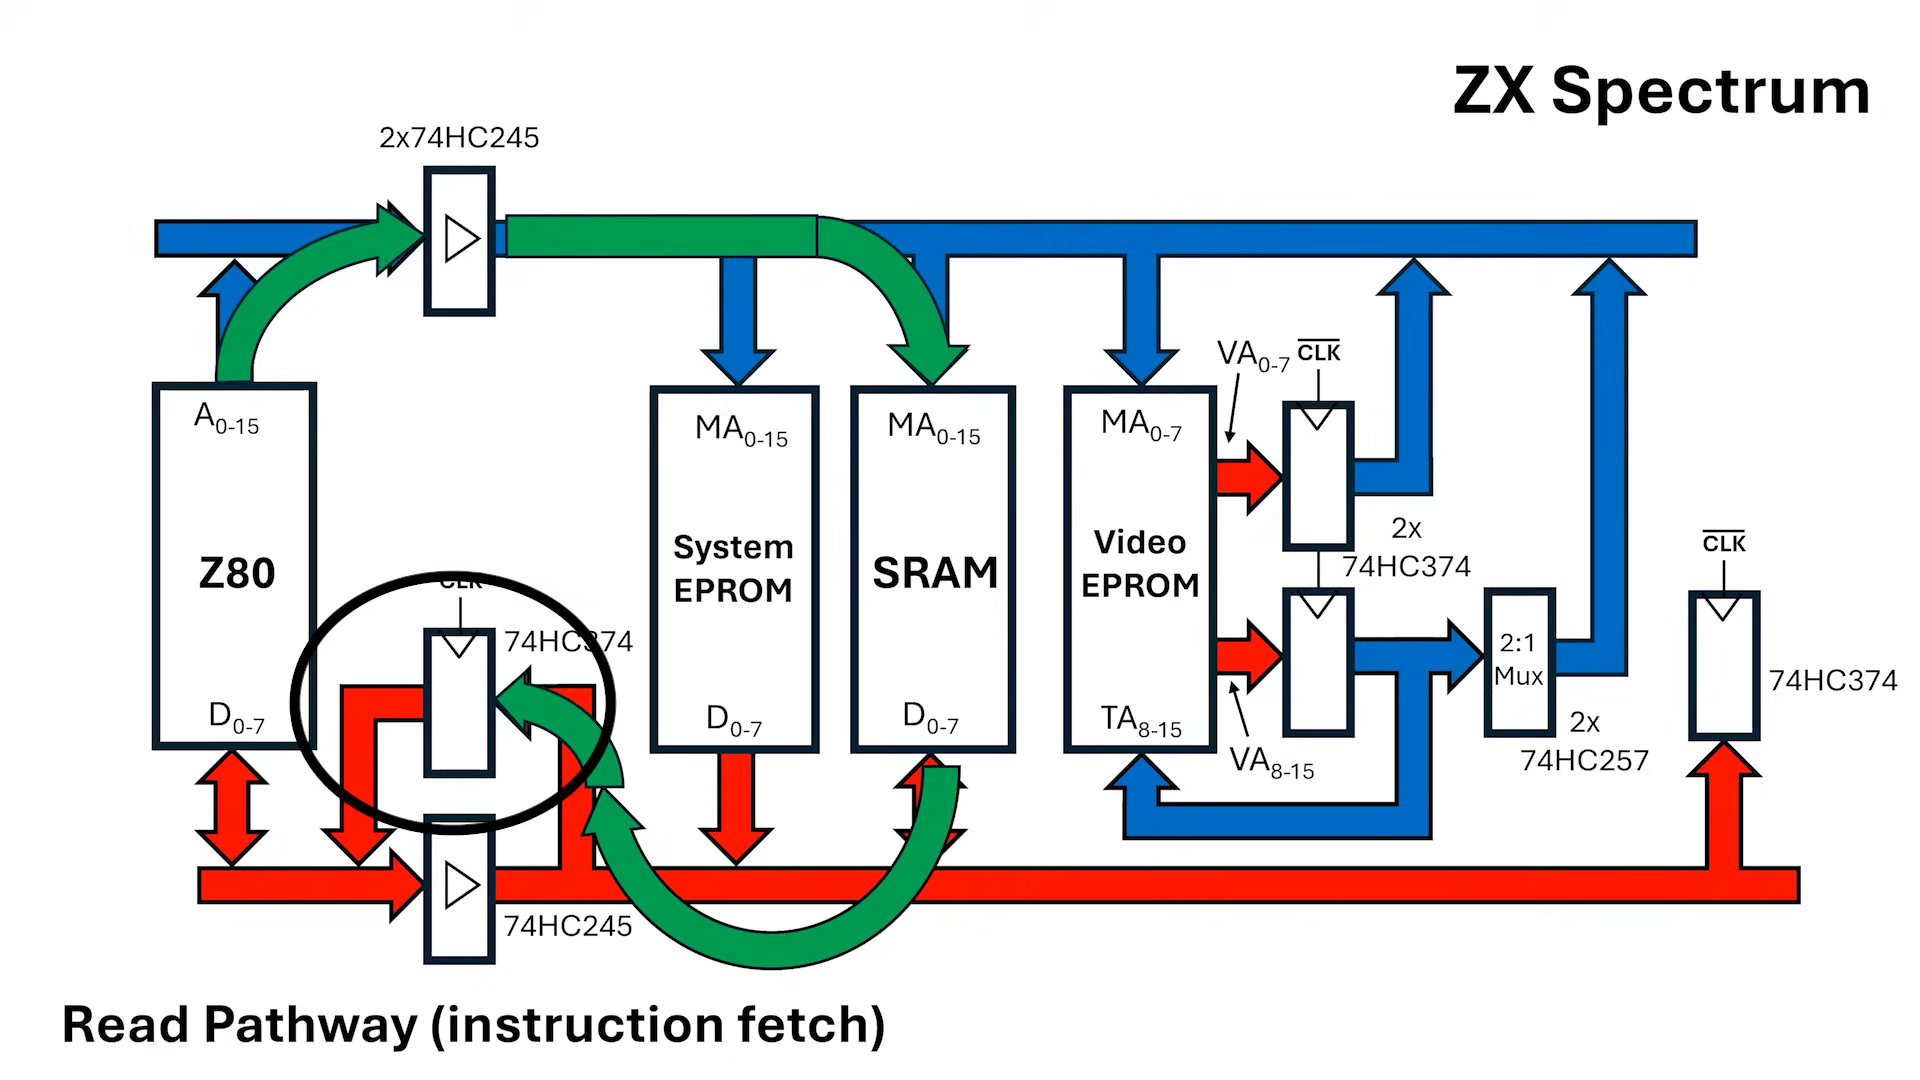 ZX Spectrum
2x74HC245
VA0-7
CLK
A0-15
MA0-15
MA0-15
MA0-7
Z80
System
EPROM
SRAM
Video
EPROM
2x
74HC374
CLK
CLK
74HC374
2:1
Mux
74HC374
D0-7
D0-7
D0-7
TA8-15
2x
74HC257
VA8-15
74HC245
Read Pathway (instruction fetch)